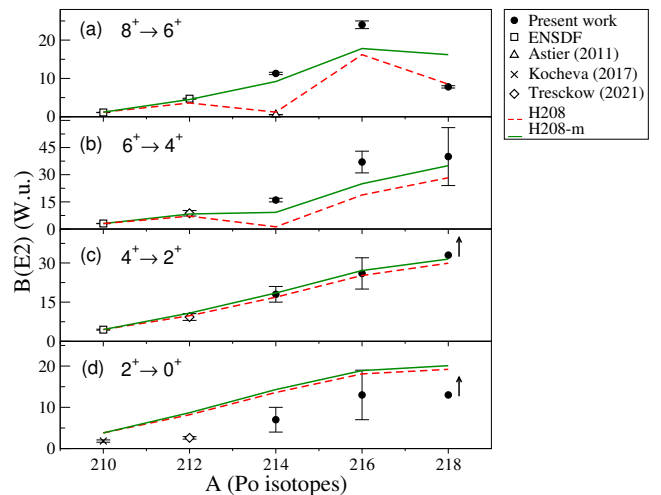 (a) 8⁺→6⁺
20
10
0
(b) 6⁺→4⁺
45
30
15
0
(c) 4⁺→2⁺
30
15
0
(d) 2⁺→0⁺
20
10
0
B(E2) (W.u.)
210 212 214 216 218
A (Po isotopes)
Present work
ENSDF
Astier (2011)
Kocheva (2017)
Tresckow (2021)
H208
H208-m